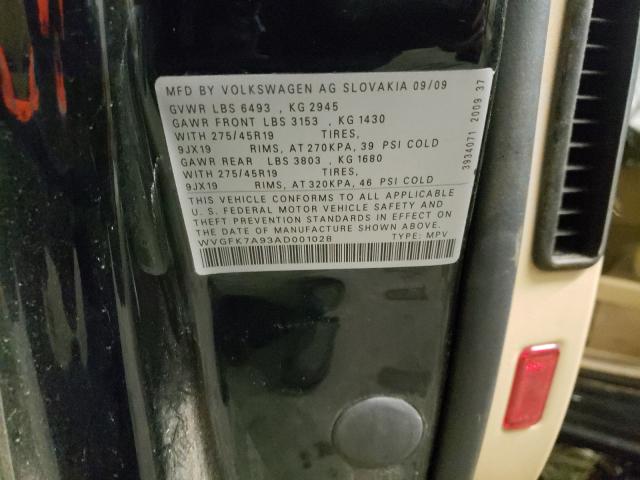 MFD BY VOLKSWAGEN AG SLOVAKIA 09/09
GVWR LBS 6493 , KG 2945
GAWR FRONT LBS 3153 , KG 1430
WITH 275/45R19 TIRES,
9JX19 RIMS, AT 270KPA, 39 PSI COLD
GAWR REAR LBS 3803 , KG 1680
WITH 275/45R19 TIRES,
9JX19 RIMS, AT 320KPA, 46 PSI COLD
THIS VEHICLE CONFORMS TO ALL APPLICABLE
U. S. FEDERAL MOTOR VEHICLE SAFETY AND
THEFT PREVENTION STANDARDS IN EFFECT ON
THE DATE OF MANUFACTURE SHOWN ABOVE.
WVGFK7A93AD001028 TYPE: MPV
3934071 2009 37